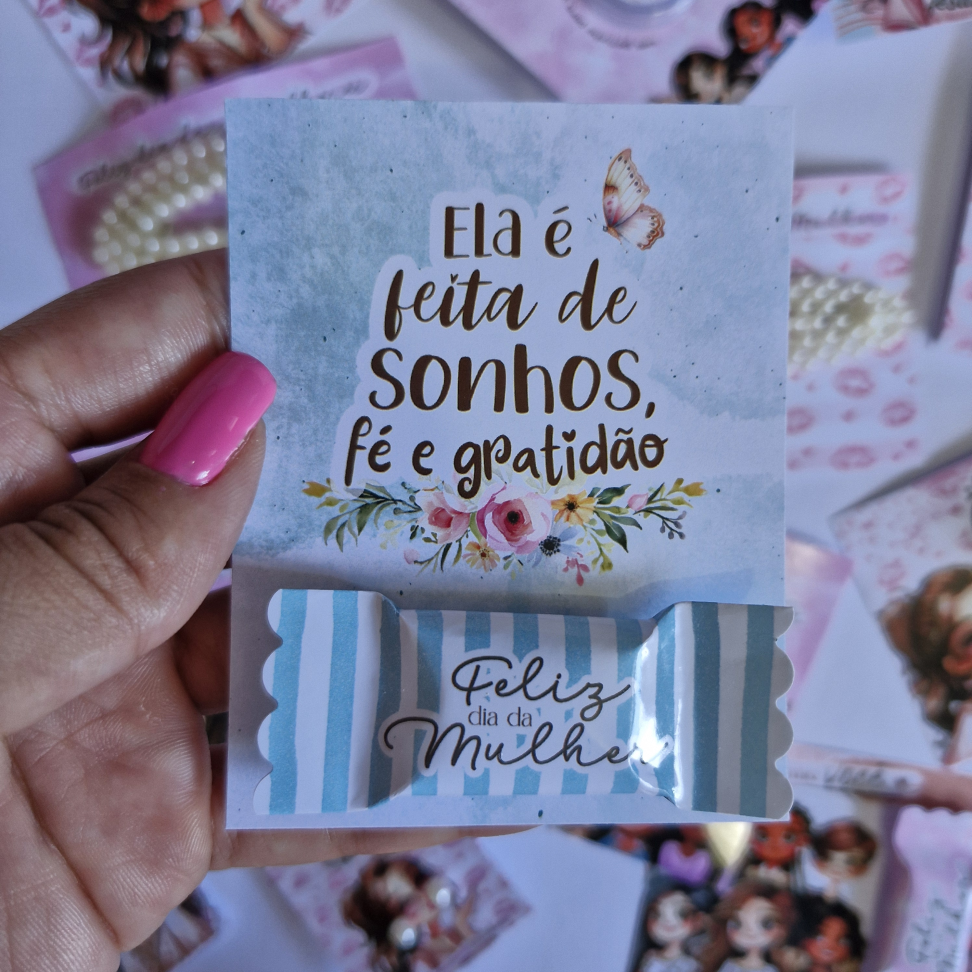 Ela é
feita de
sonhos,
fé e gratidão
Feliz
dia da
Mulher